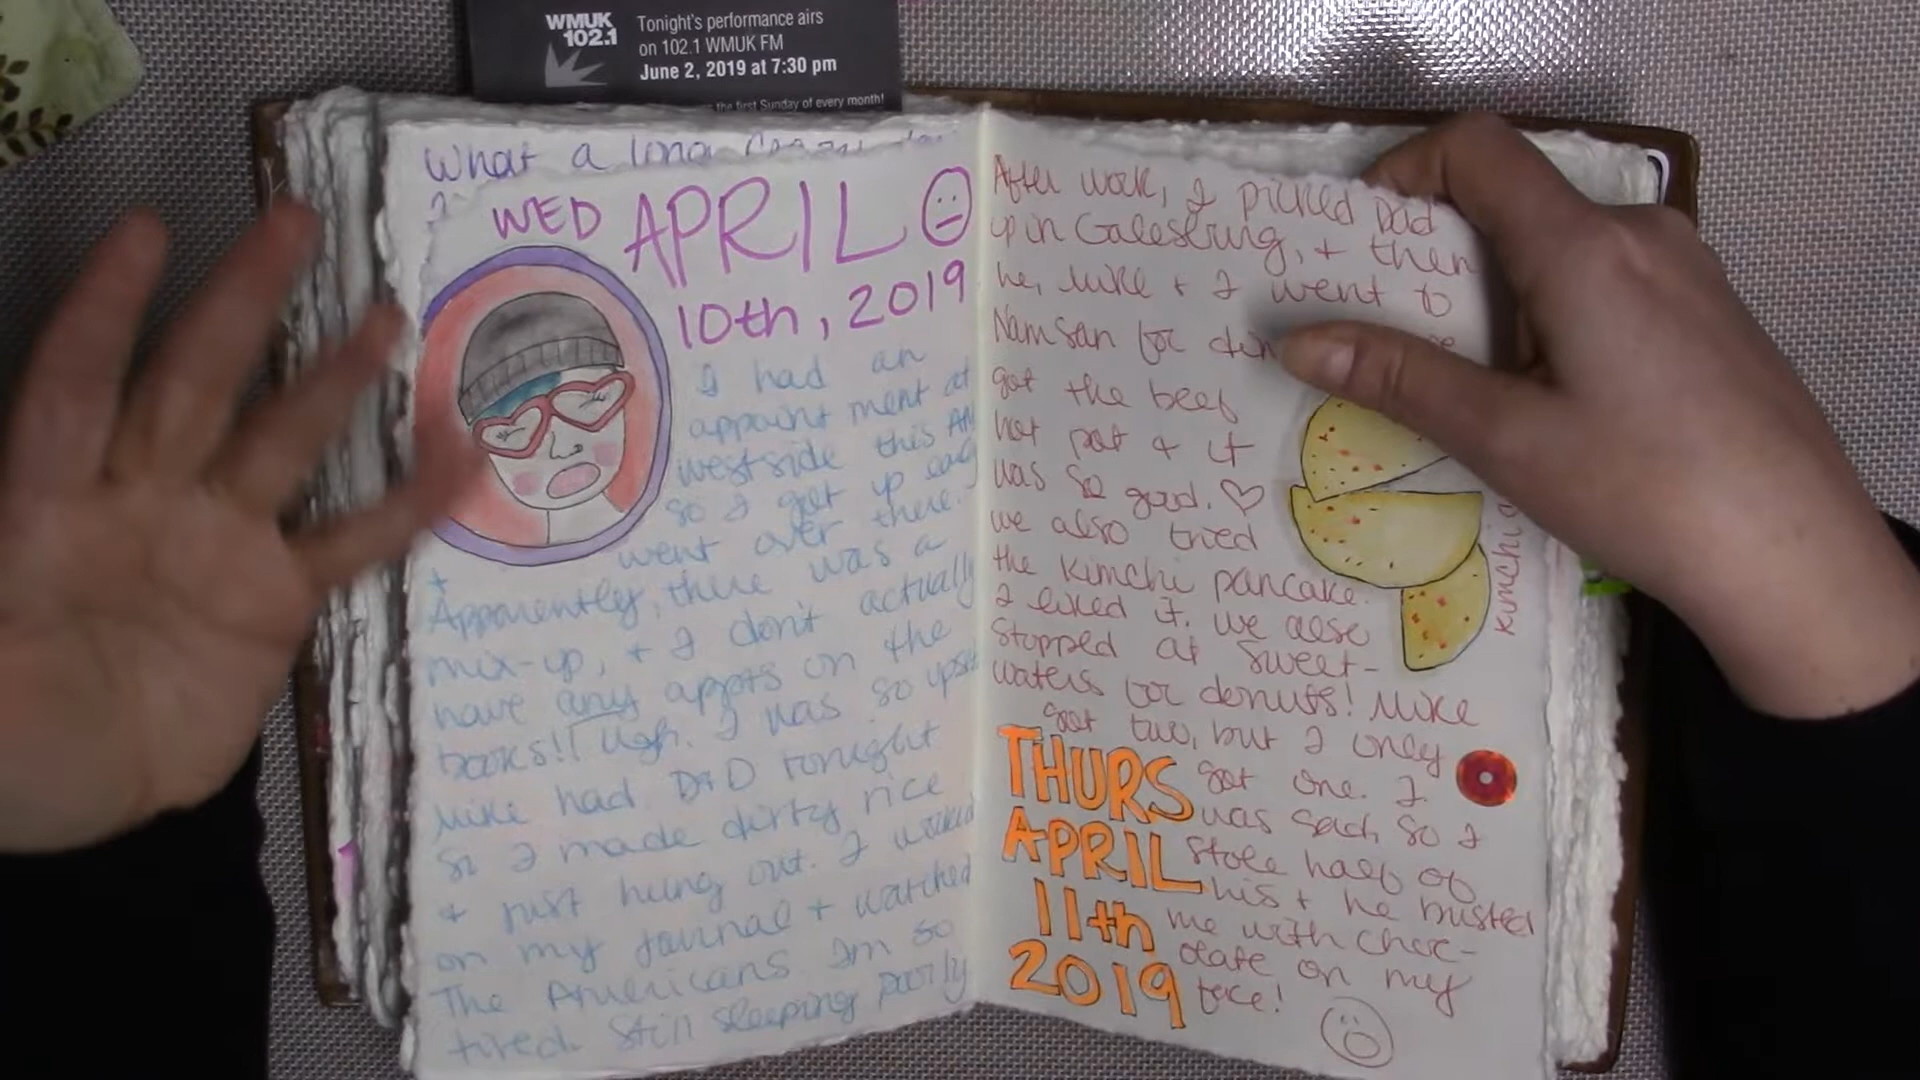 WMUK
102.1
Tonight's performance airs
on 102.1 WMUK FM
June 2, 2019 at 7:30 pm
the first Sunday of every month!
What a long
WED APRIL
10th, 2019
I had an
appointment at
westside this AM
so I got up
+ went over there.
Apparently, there was a
mix-up, + I don't actually
have any appts on the
books!! Ugh. I was so upset
Mike had D+D tonight
so I made dirty rice
+ just hung out. I worked
on my journal + watched
The Americans. Im so
tired. Still sleeping poorly
After work, I picked Dad
up in Galesburg, + then
he, Mike + I went to
Namsan for
got the beef
hot pot + it
was so good. ♡
we also tried
the kimchi pancake.
I liked it. We also
stopped at Sweet-
waters for donuts! Mike
got two, but I only
got one. I
was sad, so I
stole half of
his + he busted
me with choc-
olate on my
face!
THURS
APRIL
11th
2019